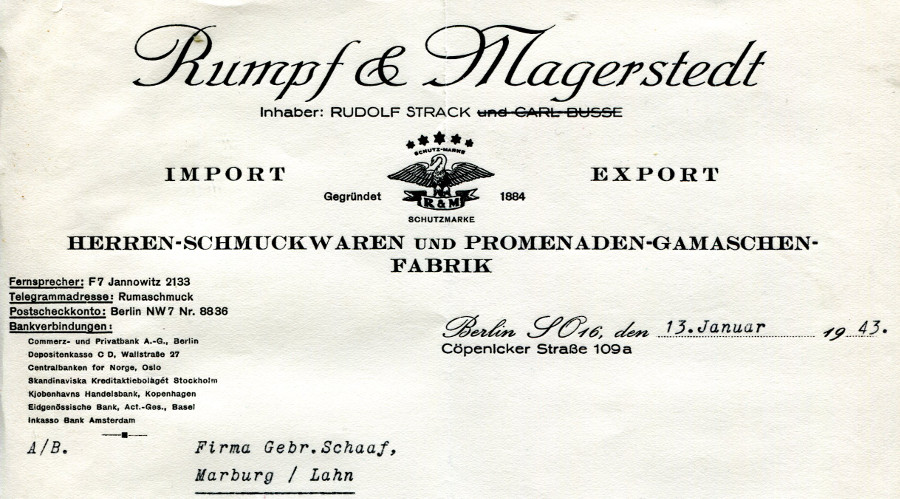 Rumpf & Magerstedt
Inhaber: RUDOLF STRACK und CARL BUSSE
IMPORT
SCHUTZ-MARKE
R & M
Gegründet 1884
SCHUTZMARKE
EXPORT
HERREN-SCHMUCKWAREN UND PROMENADEN-GAMASCHEN-
FABRIK
Fernsprecher: F7 Jannowitz 2133
Telegrammadresse: Rumaschmuck
Postscheckkonto: Berlin NW7 Nr. 8836
Bankverbindungen:
Commerz- und Privatbank A.-G., Berlin
Depositenkasse C D, Wallstraße 27
Centralbanken for Norge, Oslo
Skandinaviska Kreditaktiebolagét Stockholm
Kjobenhavns Handelsbank, Kopenhagen
Eidgenössische Bank, Act.-Ges., Basel
Inkasso Bank Amsterdam
Berlin SO16, den 13.Januar 1943.
Cöpenicker Straße 109a
A/B. Firma Gebr.Schaaf,
Marburg / Lahn